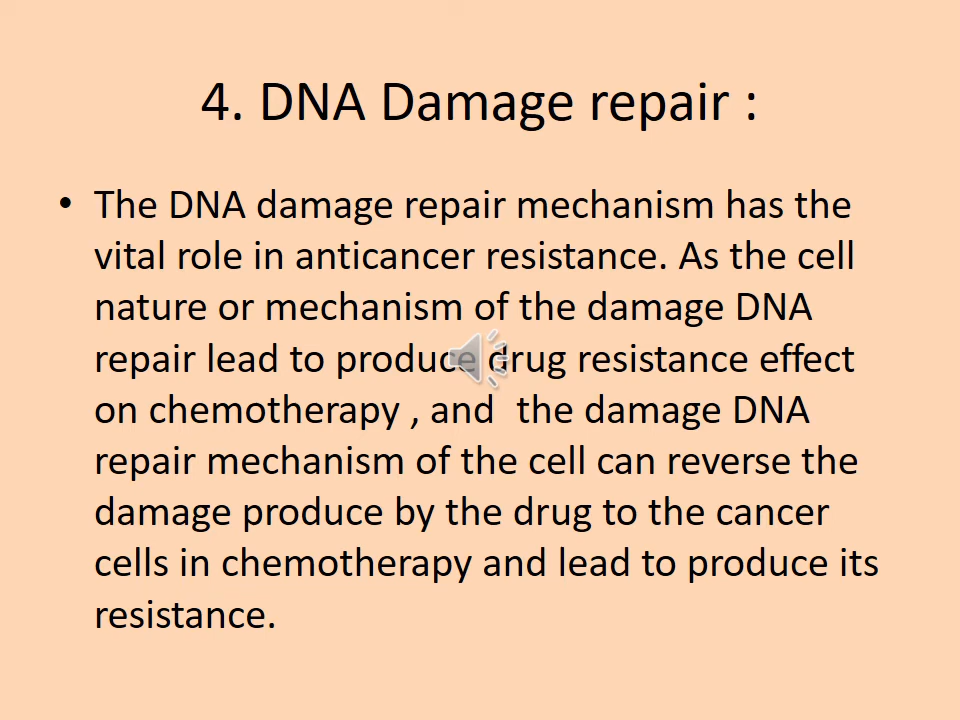 4. DNA Damage repair :
• The DNA damage repair mechanism has the
vital role in anticancer resistance. As the cell
nature or mechanism of the damage DNA
repair lead to produce drug resistance effect
on chemotherapy , and  the damage DNA
repair mechanism of the cell can reverse the
damage produce by the drug to the cancer
cells in chemotherapy and lead to produce its
resistance.